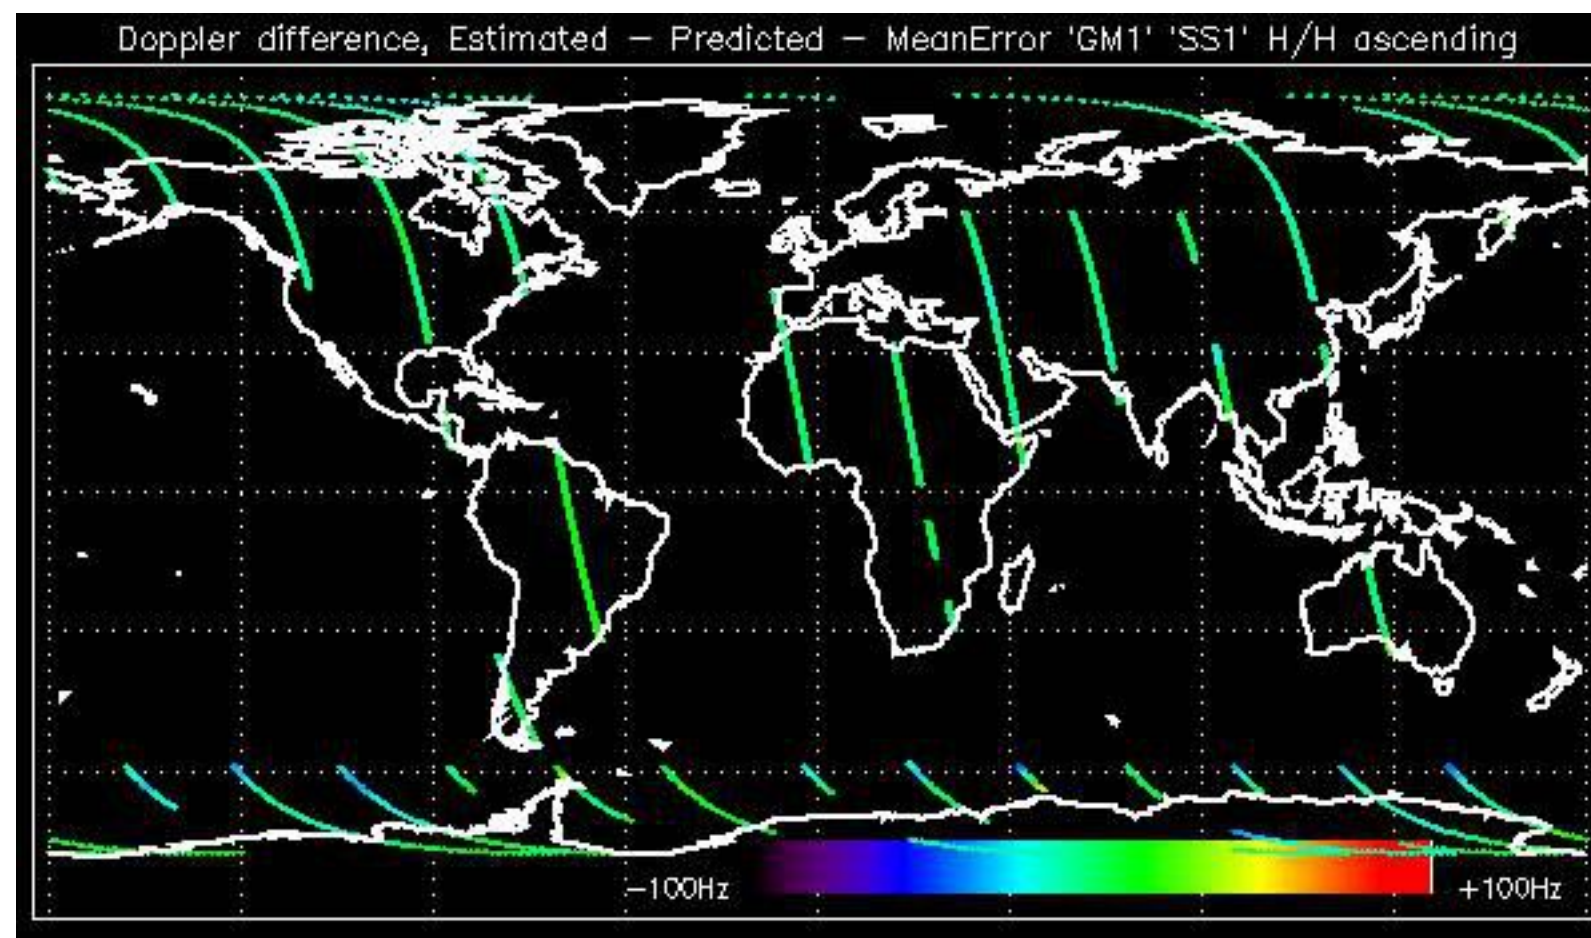 Doppler difference, Estimated − Predicted − MeanError 'GM1' 'SS1' H/H ascending
−100Hz
+100Hz